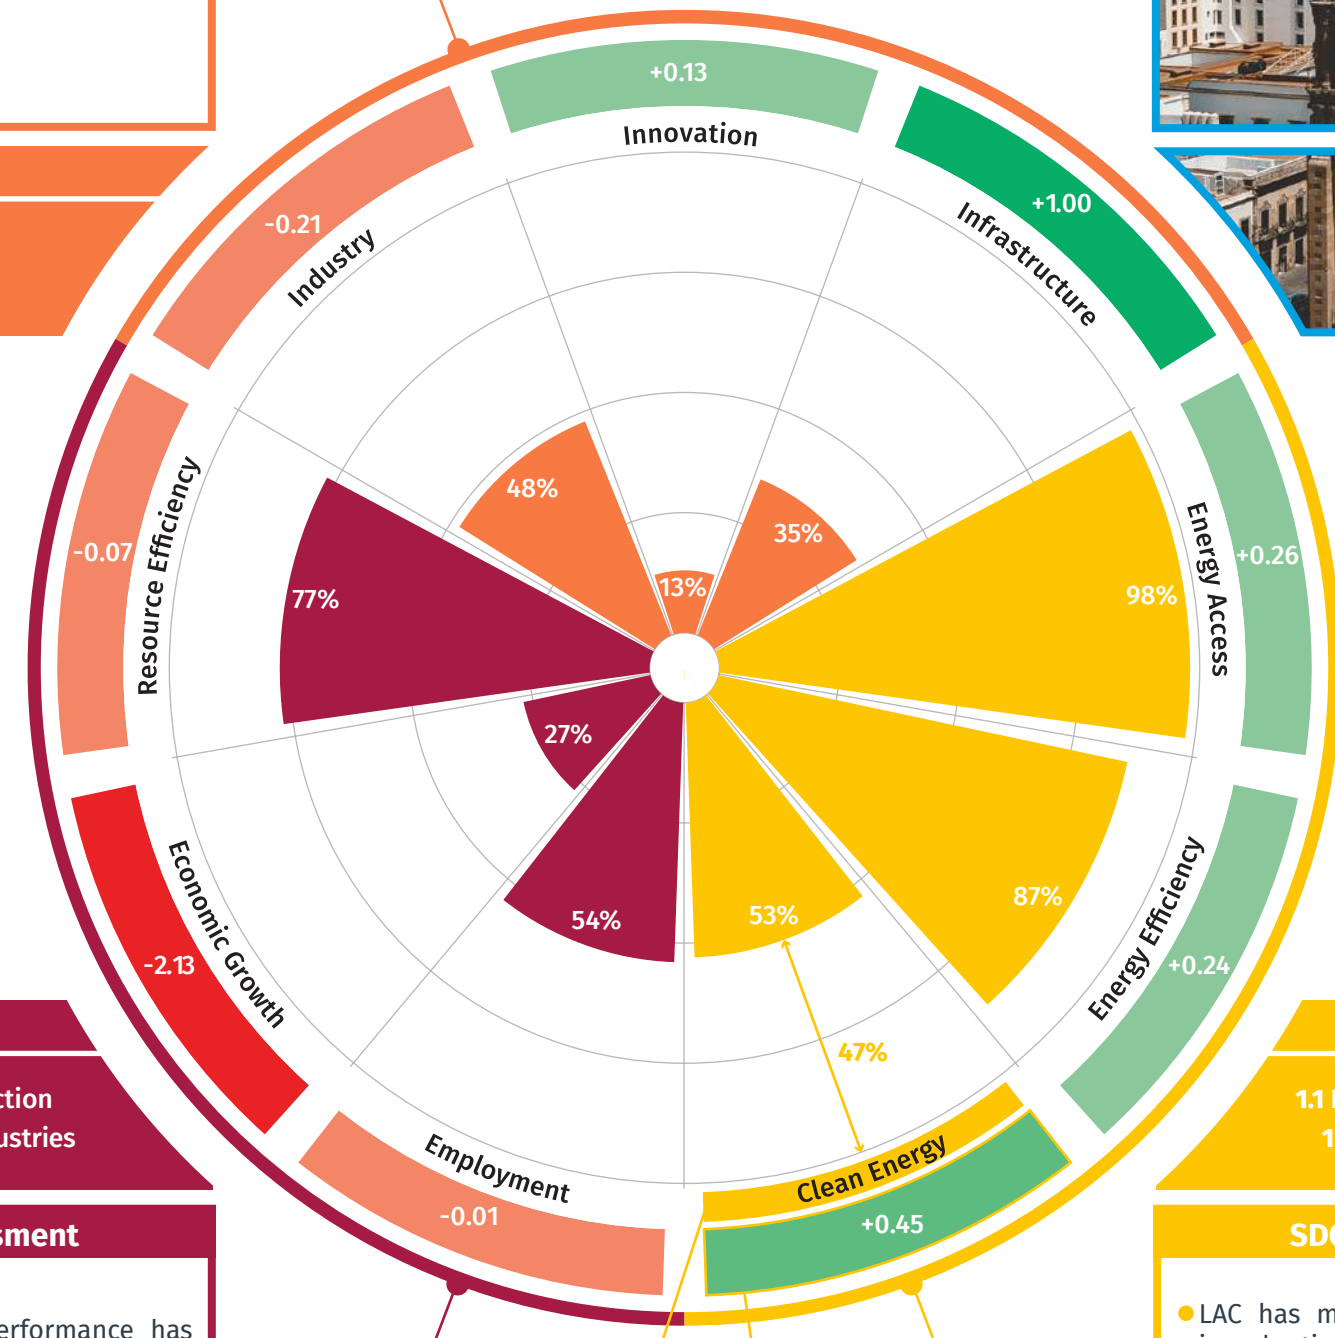 +0.13
Innovation
+1.00
Infrastructure
-0.21
Industry
+0.26
Energy Access
-0.07
Resource Efficiency
48%
35%
13%
98%
77%
27%
87%
54%
53%
47%
Energy Efficiency
+0.24
Economic Growth
-2.13
Employment
-0.01
Clean Energy
+0.45
ction
ustries
1.1
1
sment
SD
erformance has
LAC has m